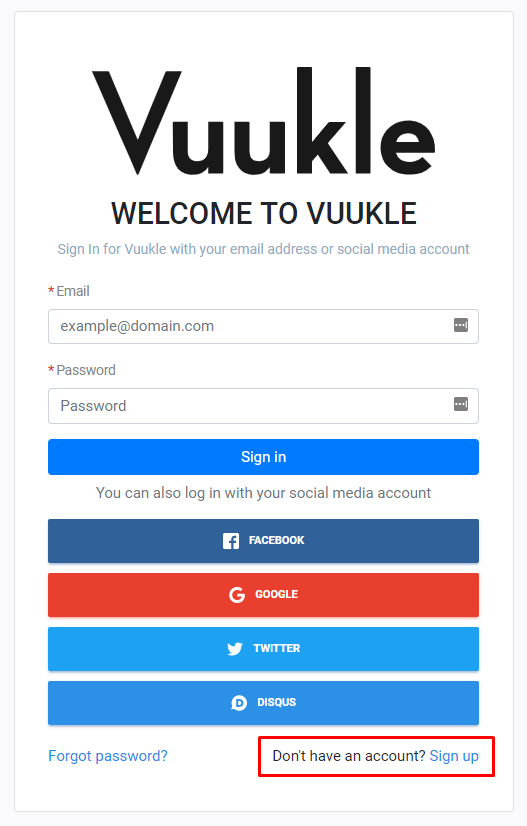 Vuukle
WELCOME TO VUUKLE
Sign In for Vuukle with your email address or social media account
*Email
example@domain.com
*Password
Password
Sign in
You can also log in with your social media account
FACEBOOK
GOOGLE
TWITTER
DISQUS
Forgot password?
Don't have an account? Sign up